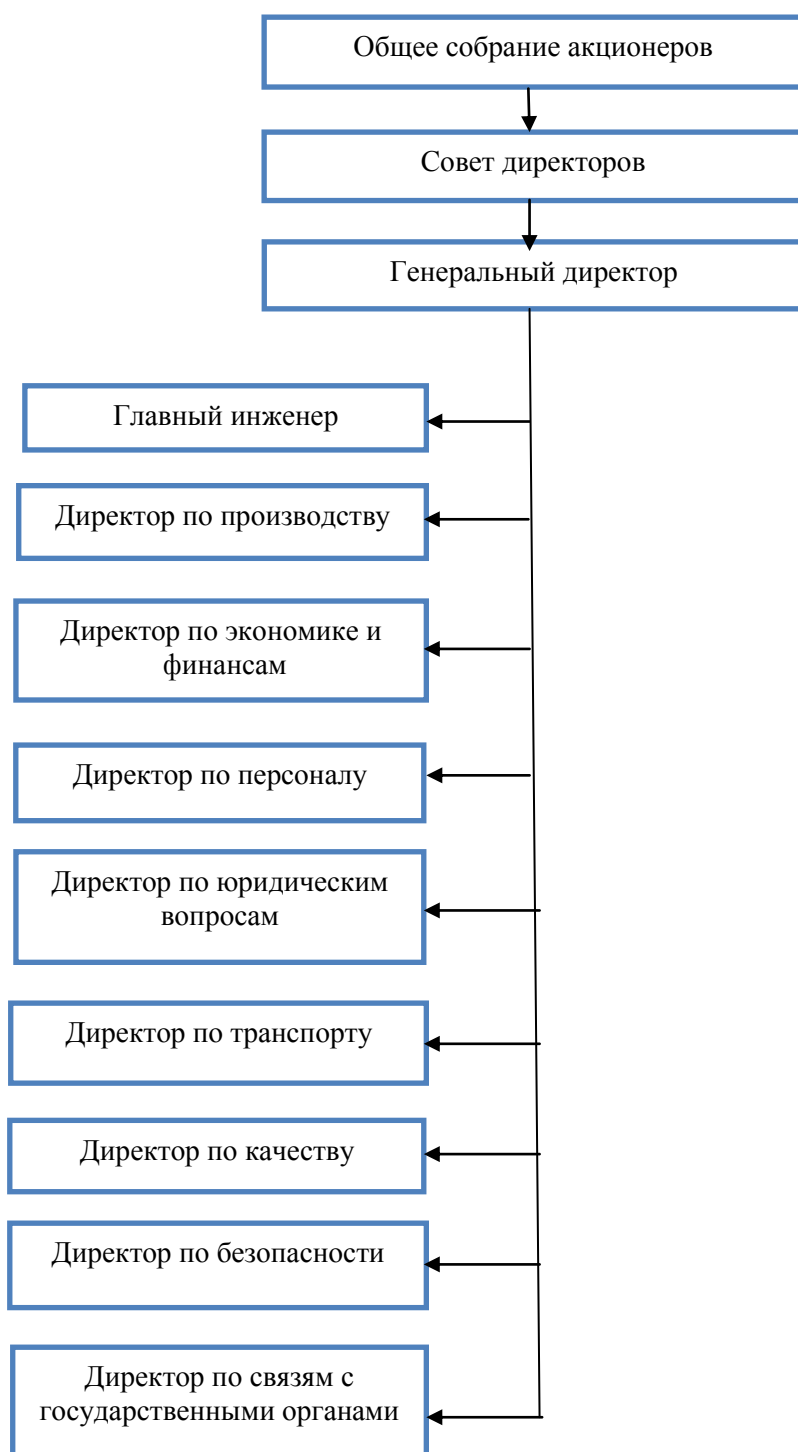 Общее собрание акционеров
Совет директоров
Генеральный директор
Главный инженер
Директор по производству
Директор по экономике и
финансам
Директор по персоналу
Директор по юридическим
вопросам
Директор по транспорту
Директор по качеству
Директор по безопасности
Директор по связям с
государственными органами